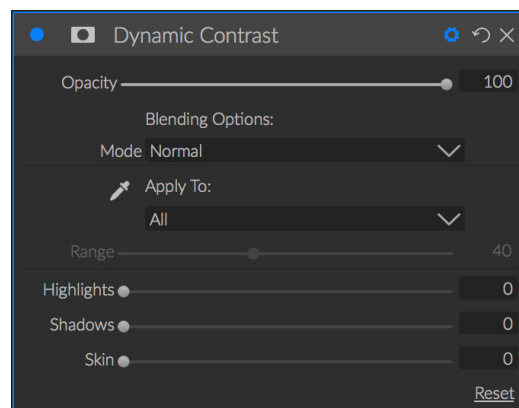 Dynamic Contrast
Opacity 100
Blending Options:
Mode Normal
Apply To:
All
Range 40
Highlights 0
Shadows 0
Skin 0
Reset